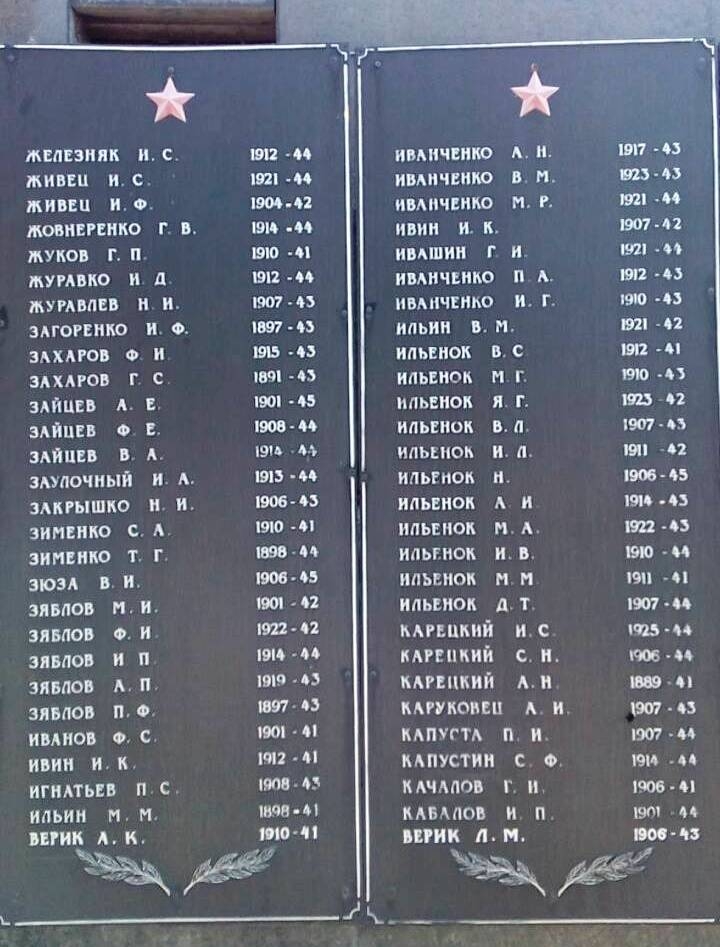 ЖЕЛЕЗНЯК И. С. 1912 - 44
ЖИВЕЦ И. С. 1921 - 44
ЖИВЕЦ И. Ф. 1904 - 42
ЖОВНЕРЕНКО Г. В. 1914 - 44
ЖУКОВ Г. П. 1910 - 41
ЖУРАВКО И. Д. 1912 - 44
ЖУРАВЛЕВ Н. И. 1907 - 43
ЗАГОРЕНКО И. Ф. 1897 - 43
ЗАХАРОВ Ф. И. 1915 - 43
ЗАХАРОВ Г. С. 1891 - 43
ЗАЙЦЕВ А. Е. 1901 - 45
ЗАЙЦЕВ Ф. Е. 1908 - 44
ЗАЙЦЕВ В. А. 1914 - 44
ЗАУЛОЧНЫЙ И. А. 1913 - 44
ЗАКРЫШКО Н. И. 1906 - 43
ЗИМЕНКО С. А. 1910 - 41
ЗИМЕНКО Т. Г. 1898 - 44
ЗЮЗА В. И. 1906 - 45
ЗЯБЛОВ М. И. 1901 - 42
ЗЯБЛОВ Ф. И. 1922 - 42
ЗЯБЛОВ И П. 1914 - 44
ЗЯБЛОВ А. П. 1919 - 43
ЗЯБЛОВ П. Ф. 1897 - 43
ИВАНОВ Ф. С. 1901 - 41
ИВИН И. К. 1912 - 41
ИГНАТЬЕВ П. С. 1908 - 43
ИЛЬИН М. М. 1898 - 41
ВЕРИК А. К. 1910 - 41
ИВАНЧЕНКО А. Н. 1917 - 43
ИВАНЧЕНКО В. М. 1923 - 43
ИВАНЧЕНКО М. Р. 1921 - 44
ИВИН И. К. 1907 - 42
ИВАШИН Г И. 1921 - 44
ИВАНЧЕНКО П. А. 1912 - 43
ИВАНЧЕНКО И. Г. 1910 - 43
ИЛЬИН В. М. 1921 - 42
ИЛЬЕНОК В. С 1912 - 41
ИЛЬЕНОК М. Г. 1910 - 43
ИЛЬЕНОК Я. Г. 1923 - 42
ИЛЬЕНОК В. Л. 1907 - 43
ИЛЬЕНОК И. Л. 1911 - 42
ИЛЬЕНОК Н. 1906 - 45
ИЛЬЕНОК А И 1914 - 43
ИЛЬЕНОК М. А. 1922 - 43
ИЛЬЕНОК И. В. 1910 - 44
ИЛЬЕНОК М. М 1911 - 41
ИЛЬЕНОК Д. Т. 1907 - 44
КАРЕЦКИЙ И. С. 1925 - 44
КАРЕЦКИЙ С. Н. 1906 - 44
КАРЕЦКИЙ А. Н. 1889 - 41
КАРУКОВЕЦ А. И. 1907 - 43
КАПУСТА П. И. 1907 - 44
КАПУСТИН С. Ф. 1914 - 44
КАЧАЛОВ Г. И. 1906 - 41
КАБАЛОВ И. П. 1901 44
ВЕРИК Л. М. 1906 - 43